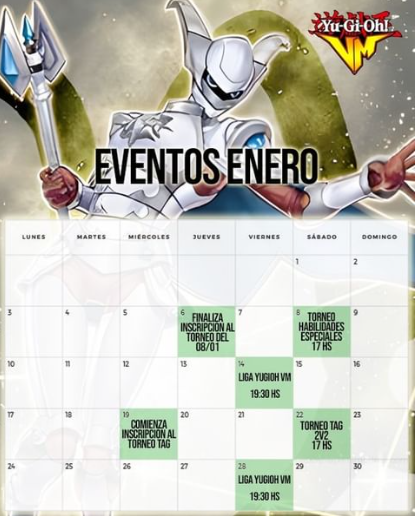 Yu-Gi-Oh!
VM
EVENTOS ENERO
LUNES MARTES MIÉRCOLES JUEVES VIERNES SÁBADO DOMINGO
1 2
3 4 5 6 7 8 9
FINALIZA
INSCRIPCIÓN AL
TORNEO DEL
08/01
TORNEO
HABILIDADES
ESPECIALES
17 HS
10 11 12 13 14 15 16
LIGA YUGIOH VM
19:30 HS
17 18 19 20 21 22 23
COMIENZA
INSCRIPCIÓN AL
TORNEO TAG
TORNEO TAG
2V2
17 HS
24 25 26 27 28 29 30
LIGA YUGIOH VM
19:30 HS